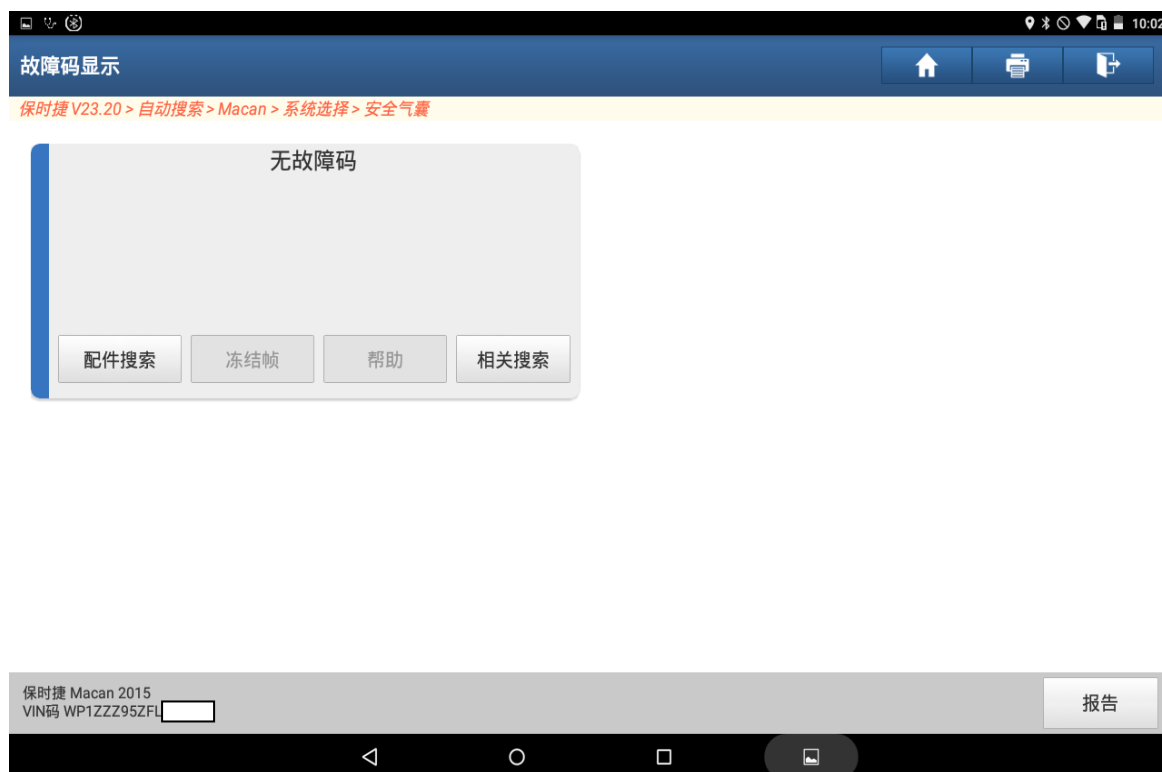 10:02
故障码显示
保时捷 V23.20 > 自动搜索 > Macan > 系统选择 > 安全气囊
无故障码
配件搜索 冻结帧 帮助 相关搜索
保时捷 Macan 2015
VIN码 WP1ZZZ95ZFL
报告